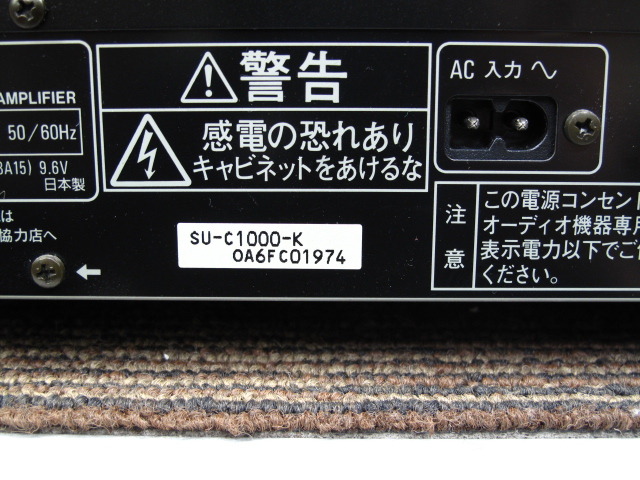 AMPLIFIER
50/60Hz
3A15) 9.6V
日本製
は
協力店へ
警告
感電の恐れあり
キャビネットをあけるな
SU-C1000-K
OA6FC01974
AC 入力
注意
この電源コンセント
オーディオ機器専用
表示電力以下でご
ください。